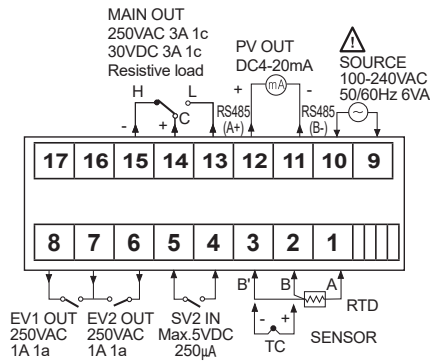 MAIN OUT
250VAC 3A 1c
30VDC 3A 1c
Resistive load
H
L
C
-
+
PV OUT
DC4-20mA
+
mA
-
RS485
(A+)
RS485
(B-)
SOURCE
100-240VAC
50/60Hz 6VA
17 16 15 14 13 12 11 10 9
8 7 6 5 4 3 2 1
EV1 OUT
250VAC
1A 1a
EV2 OUT
250VAC
1A 1a
SV2 IN
Max.5VDC
250µA
B' B A
RTD
- +
TC
SENSOR